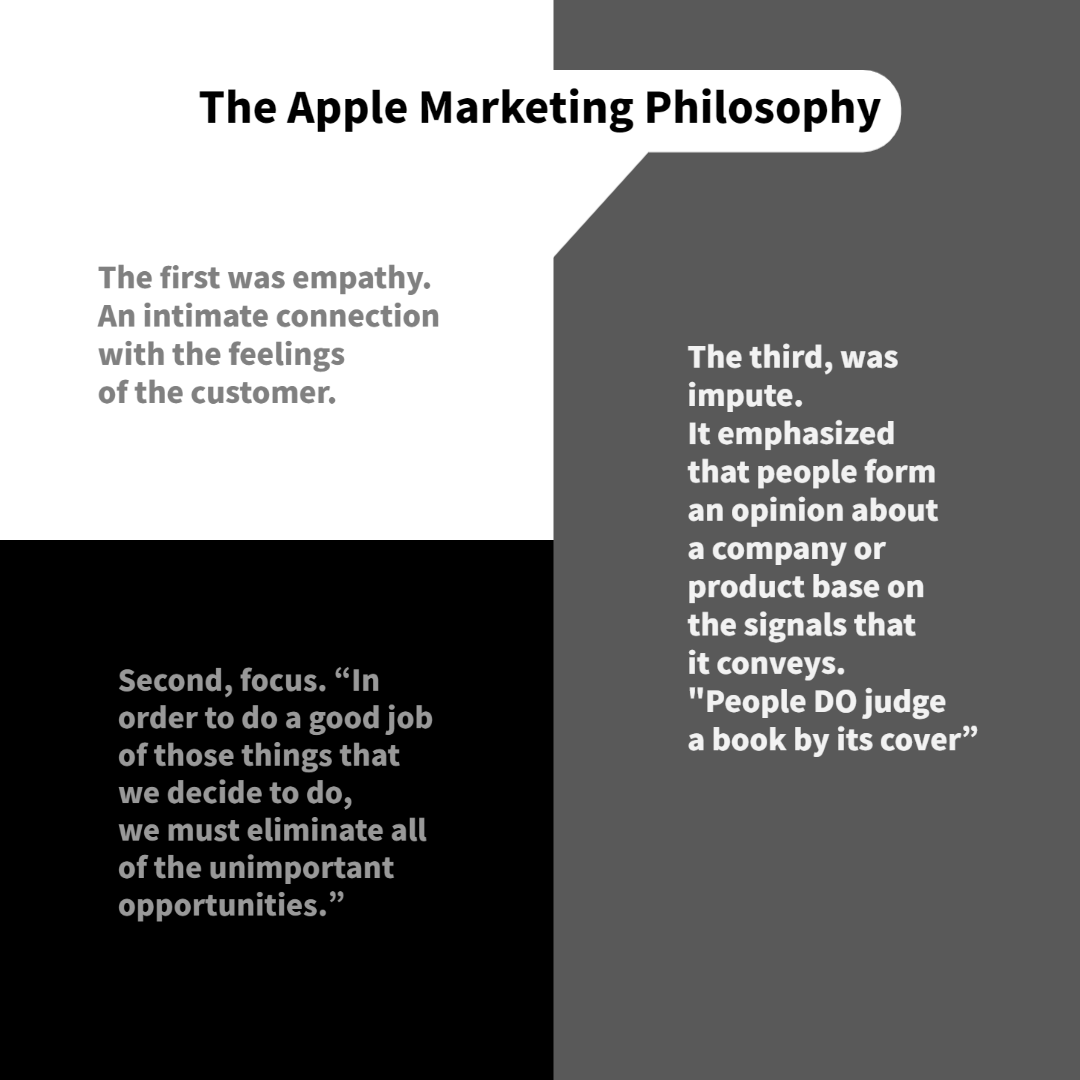 The Apple Marketing Philosophy
The first was empathy.
An intimate connection
with the feelings
of the customer.
Second, focus. “In
order to do a good job
of those things that
we decide to do,
we must eliminate all
of the unimportant
opportunities.”
The third, was
impute.
It emphasized
that people form
an opinion about
a company or
product base on
the signals that
it conveys.
"People DO judge
a book by its cover”